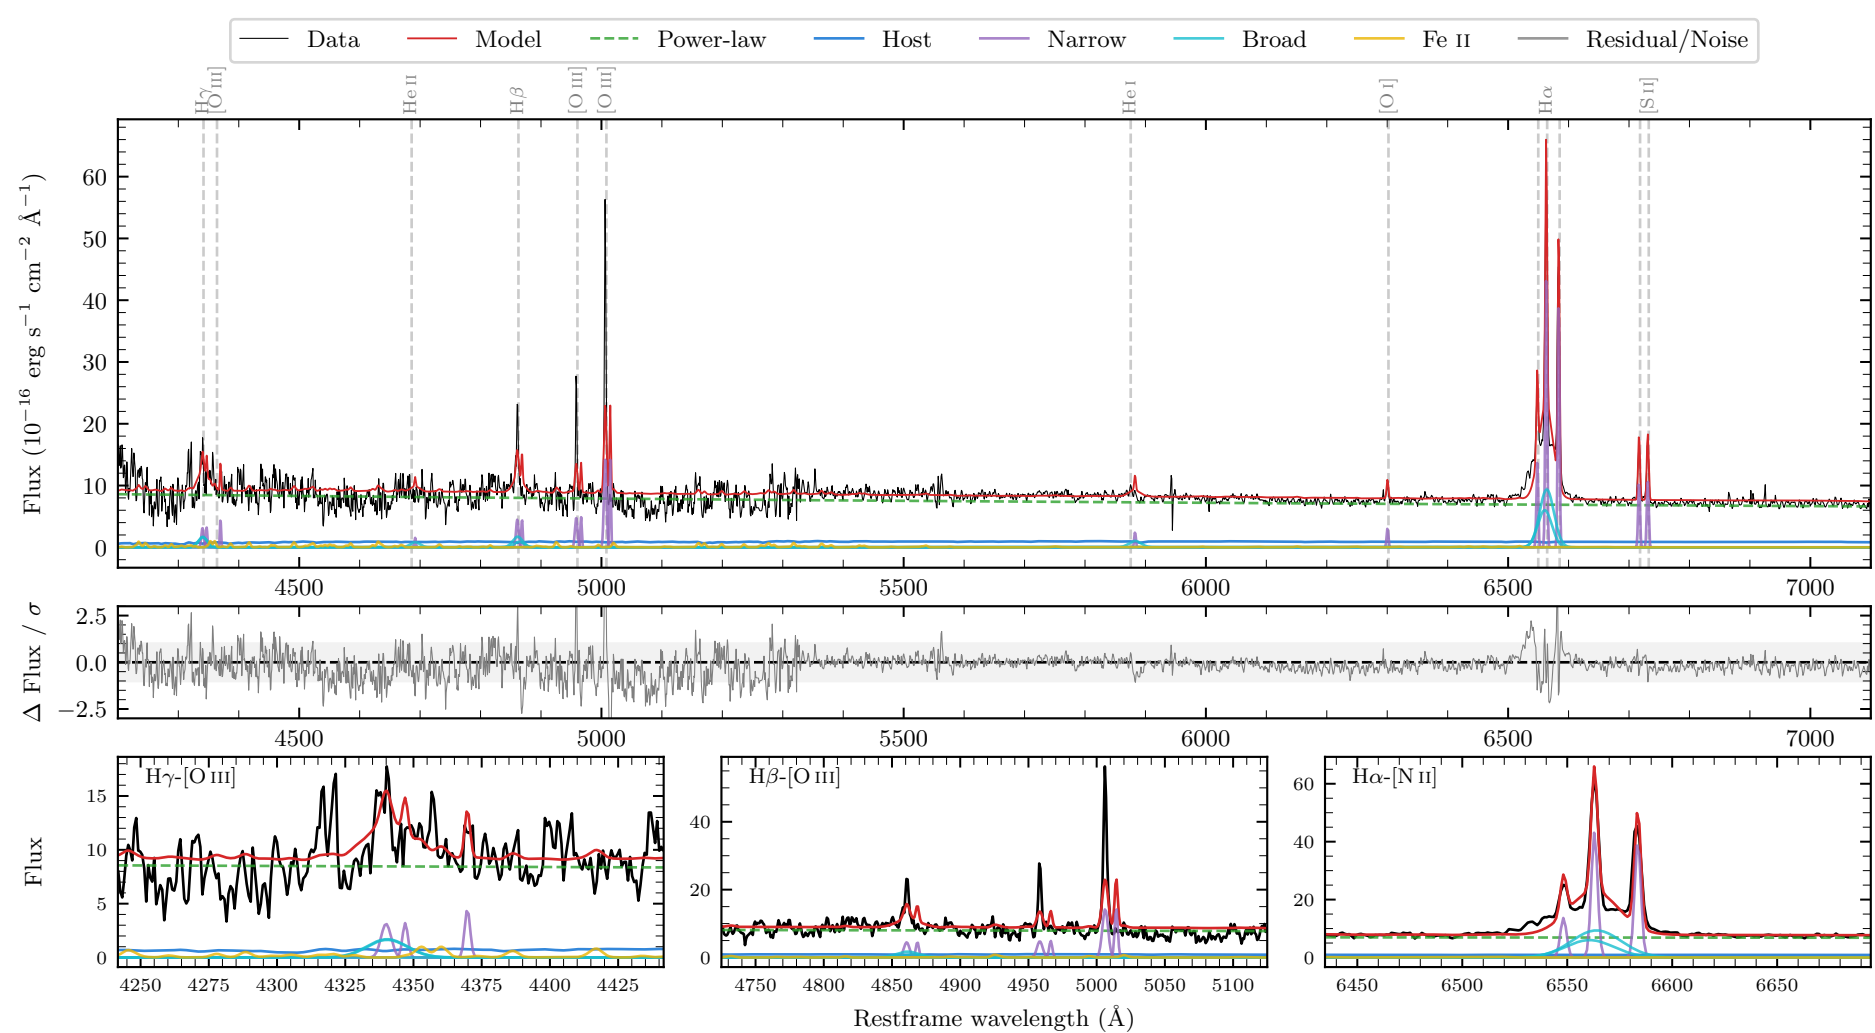 Data Model Power-law Host Narrow Broad Fe II Residual/Noise
Hγ [O III] He II Hβ [O III] [O III] He I [O I] Hα [S II]
Flux (10⁻¹⁶ erg s⁻¹ cm⁻² Å⁻¹)
60
50
40
30
20
10
0
4500 5000 5500 6000 6500 7000
Δ Flux / σ
2.5
0.0
−2.5
4500 5000 5500 6000 6500 7000
Flux
Hγ-[O III]
15
10
5
0
4250 4275 4300 4325 4350 4375 4400 4425
Hβ-[O III]
40
20
0
4750 4800 4850 4900 4950 5000 5050 5100
Hα-[N II]
60
40
20
0
6450 6500 6550 6600 6650
Restframe wavelength (Å)